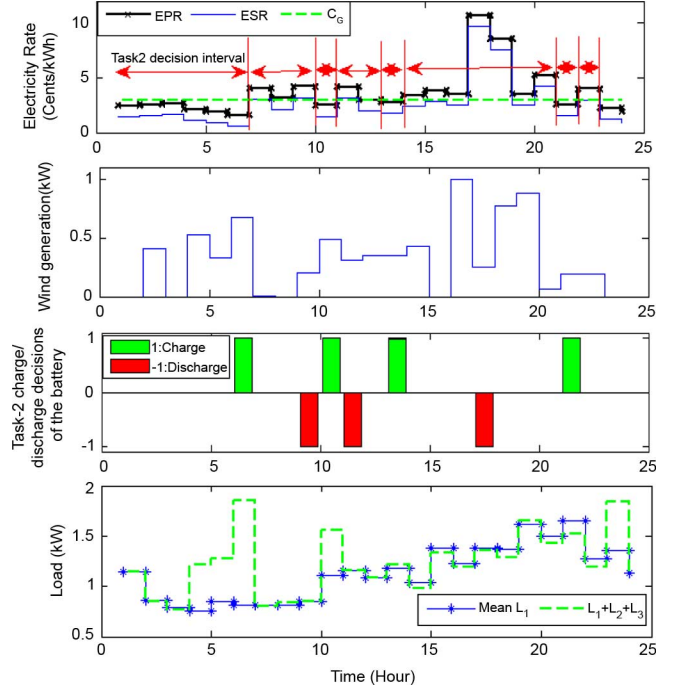 EPR ESR C_G
Task2 decision interval
Electricity Rate
(Cents/kWh)
10
5
0
0 5 10 15 20 25
Wind generation(kW)
1
0.5
0
0 5 10 15 20 25
1:Charge
-1:Discharge
Task-2 charge/
discharge decisions
of the battery
1
0
-1
0 5 10 15 20 25
Load (kW)
2
1.5
1
0.5
Mean L_1 L_1+L_2+L_3
0 5 10 15 20 25
Time (Hour)